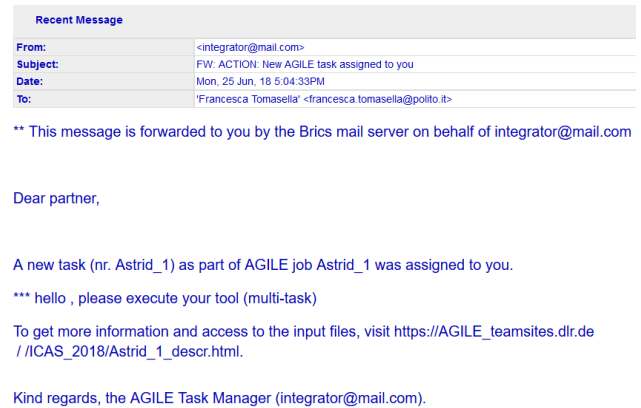 Recent Message
From: <integrator@mail.com>
Subject: FW: ACTION: New AGILE task assigned to you
Date: Mon, 25 Jun, 18 5:04:33PM
To: 'Francesca Tomasella' <francesca.tomasella@polito.it>
** This message is forwarded to you by the Brics mail server on behalf of integrator@mail.com
Dear partner,
A new task (nr. Astrid_1) as part of AGILE job Astrid_1 was assigned to you.
*** hello , please execute your tool (multi-task)
To get more information and access to the input files, visit https://AGILE_teamsites.dlr.de
/ /ICAS_2018/Astrid_1_descr.html.
Kind regards, the AGILE Task Manager (integrator@mail.com).